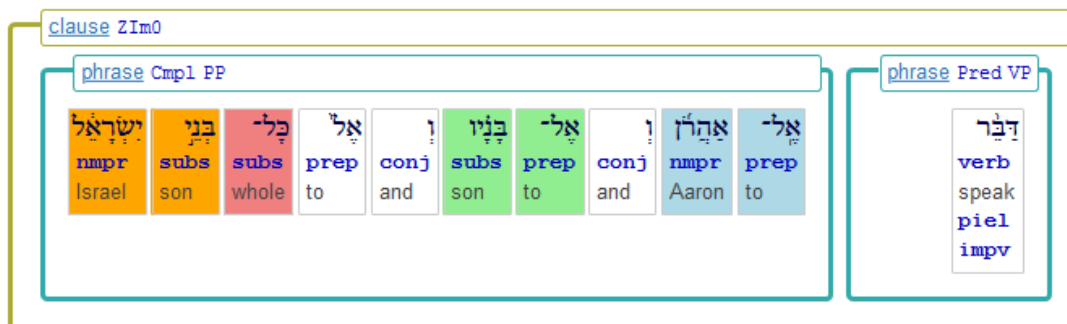 clause ZIm0
phrase Cmpl PP phrase Pred VP
דַּבֵּ֨ר אֶֽל־ אַהֲרֹ֜ן וְ אֶל־ בָּנָ֗יו וְ אֶל֙ כָּל־ בְּנֵ֣י יִשְׂרָאֵ֔ל
nmpr subs subs prep conj subs prep conj nmpr prep verb
Israel son whole to and son to and Aaron to speak
piel
impv